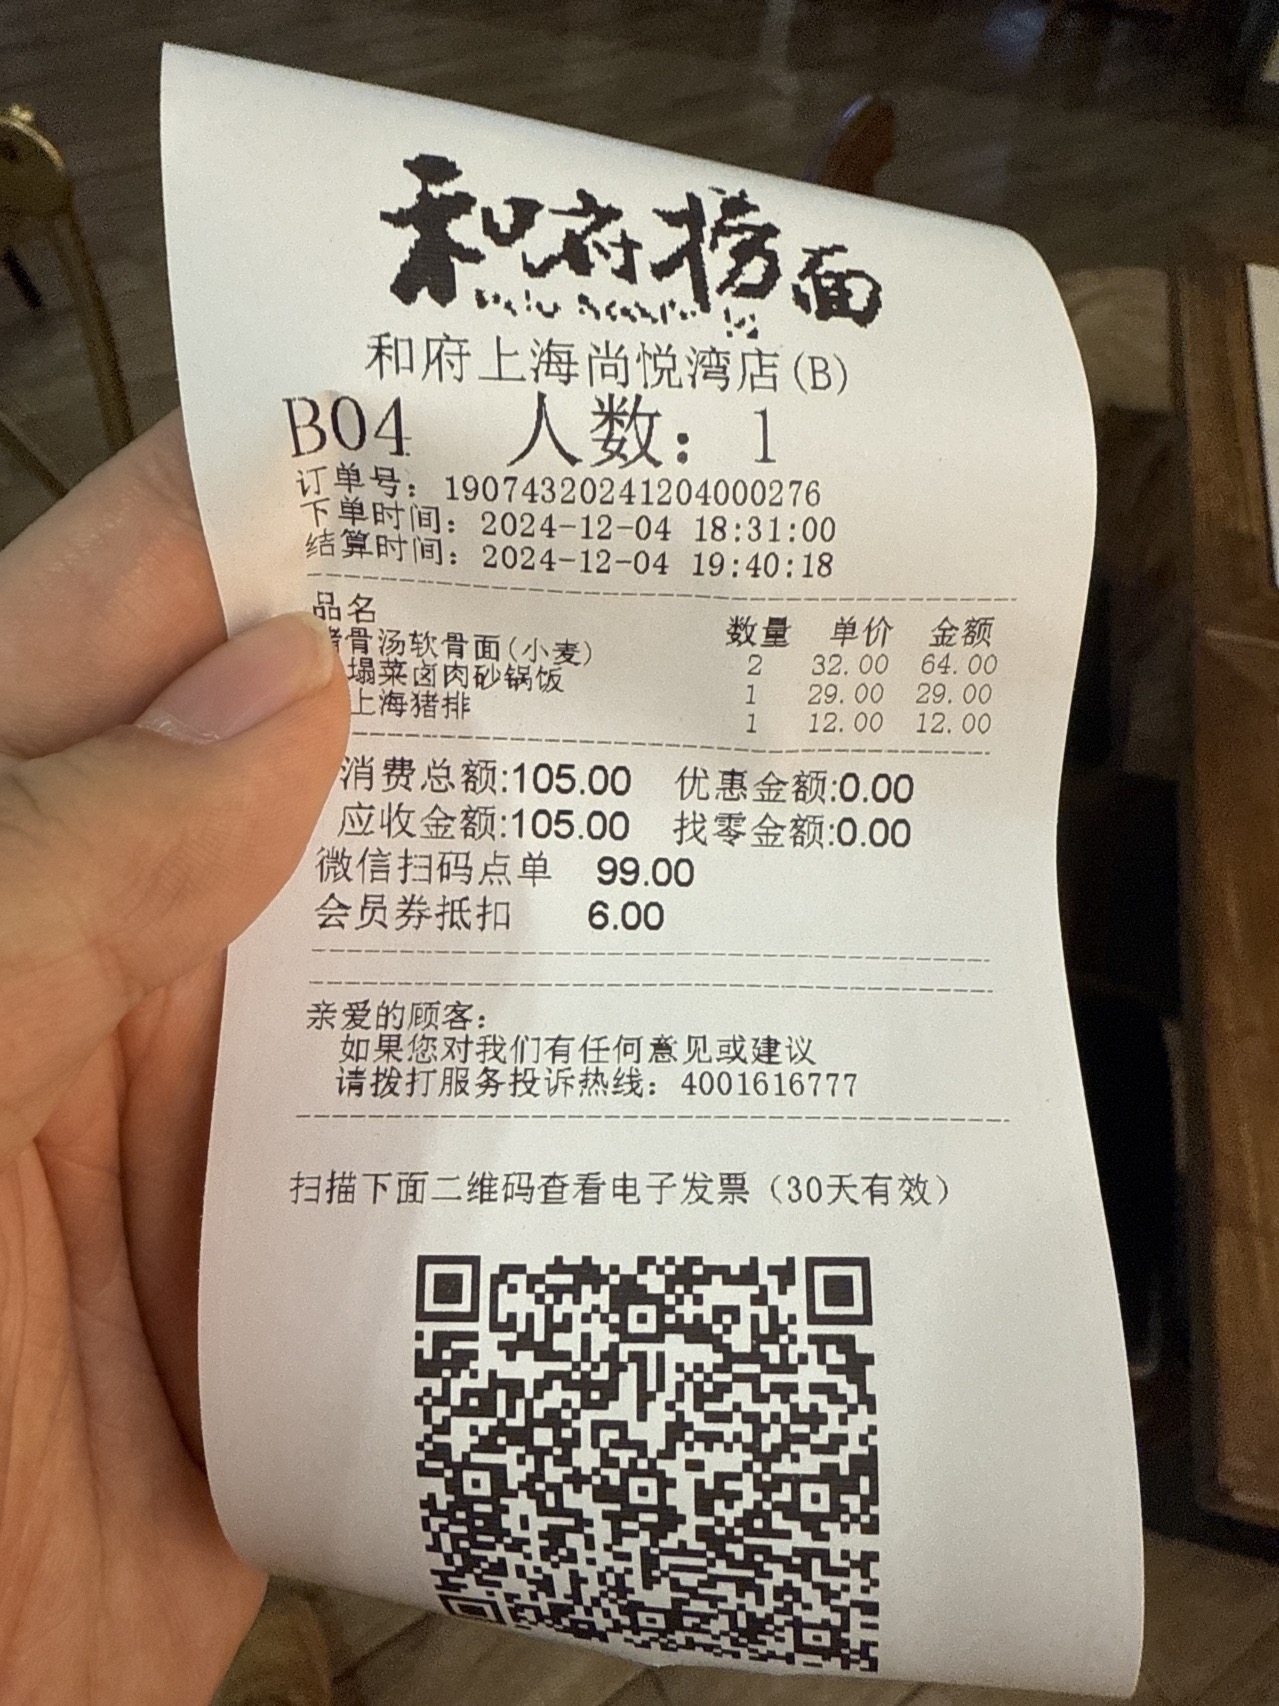 和府捞面
和府上海尚悦湾店(B)
B04 人数: 1
订单号: 19074320241204000276
下单时间: 2024-12-04 18:31:00
结算时间: 2024-12-04 19:40:18
品名 数量 单价 金额
骨汤软骨面(小麦) 2 32.00 64.00
塌菜卤肉砂锅饭 1 29.00 29.00
上海猪排 1 12.00 12.00
消费总额:105.00 优惠金额:0.00
应收金额:105.00 找零金额:0.00
微信扫码点单 99.00
会员券抵扣 6.00
亲爱的顾客:
如果您对我们有任何意见或建议
请拨打服务投诉热线: 4001616777
扫描下面二维码查看电子发票（30天有效）